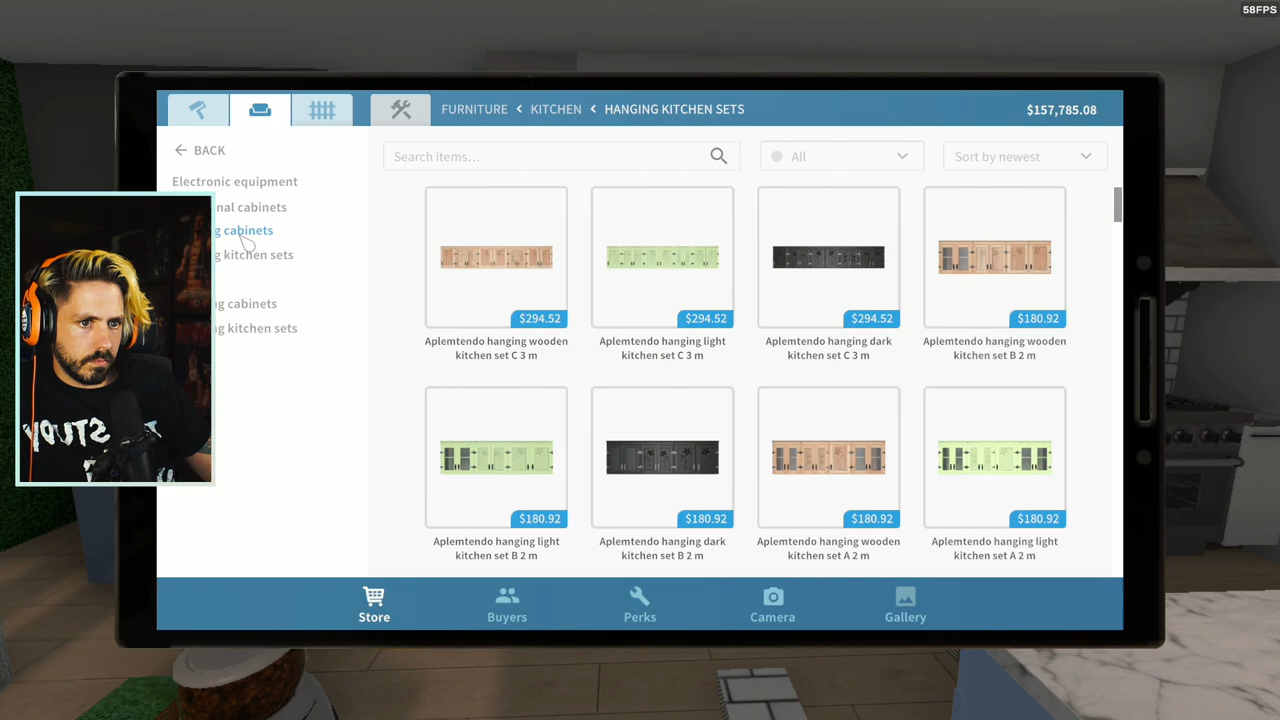 58FPS
FURNITURE < KITCHEN < HANGING KITCHEN SETS
$157,785.08
BACK
Search items...
All
Sort by newest
Electronic equipment
nal cabinets
g cabinets
g kitchen sets
ng cabinets
ng kitchen sets
$294.52
$294.52
$294.52
$180.92
Aplemtendo hanging wooden kitchen set C 3 m
Aplemtendo hanging light kitchen set C 3 m
Aplemtendo hanging dark kitchen set C 3 m
Aplemtendo hanging wooden kitchen set B 2 m
$180.92
$180.92
$180.92
$180.92
Aplemtendo hanging light kitchen set B 2 m
Aplemtendo hanging dark kitchen set B 2 m
Aplemtendo hanging wooden kitchen set A 2 m
Aplemtendo hanging light kitchen set A 2 m
Store
Buyers
Perks
Camera
Gallery